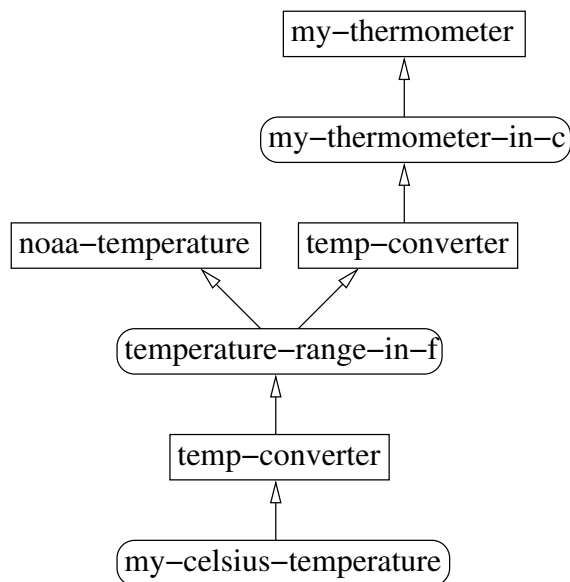 my−thermometer
my−thermometer−in−c
noaa−temperature
temp−converter
temperature−range−in−f
temp−converter
my−celsius−temperature